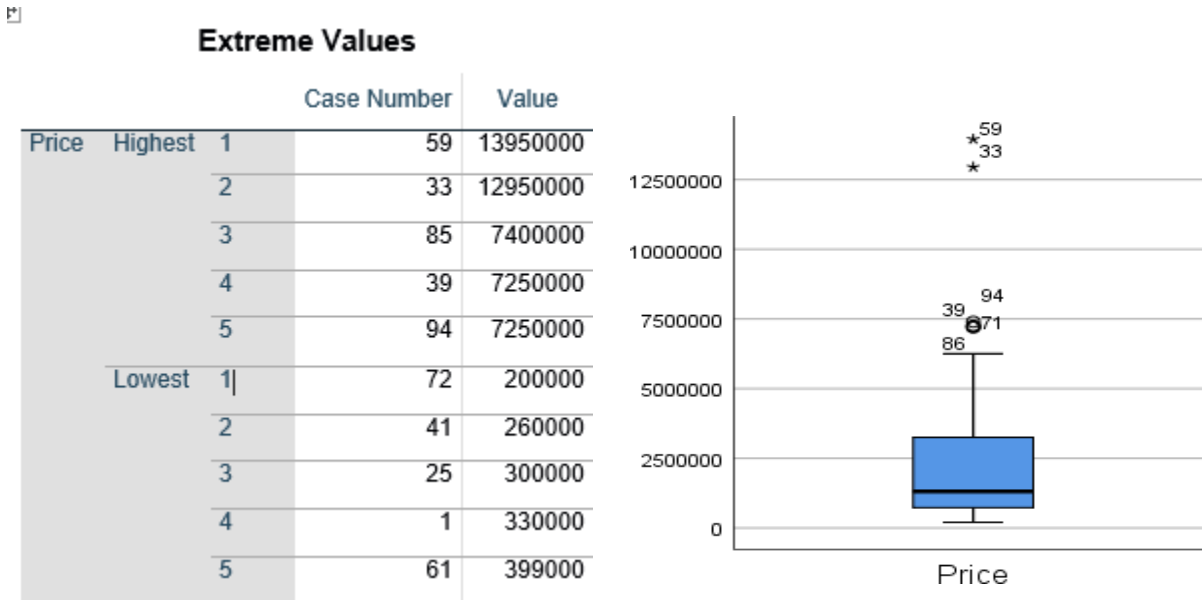 Extreme Values
Case Number Value
Price Highest 1 59 13950000
2 33 12950000
3 85 7400000
4 39 7250000
5 94 7250000
Lowest 1 72 200000
2 41 260000
3 25 300000
4 1 330000
5 61 399000
59
33
12500000
10000000
94
39
7500000
71
86
5000000
2500000
0
Price